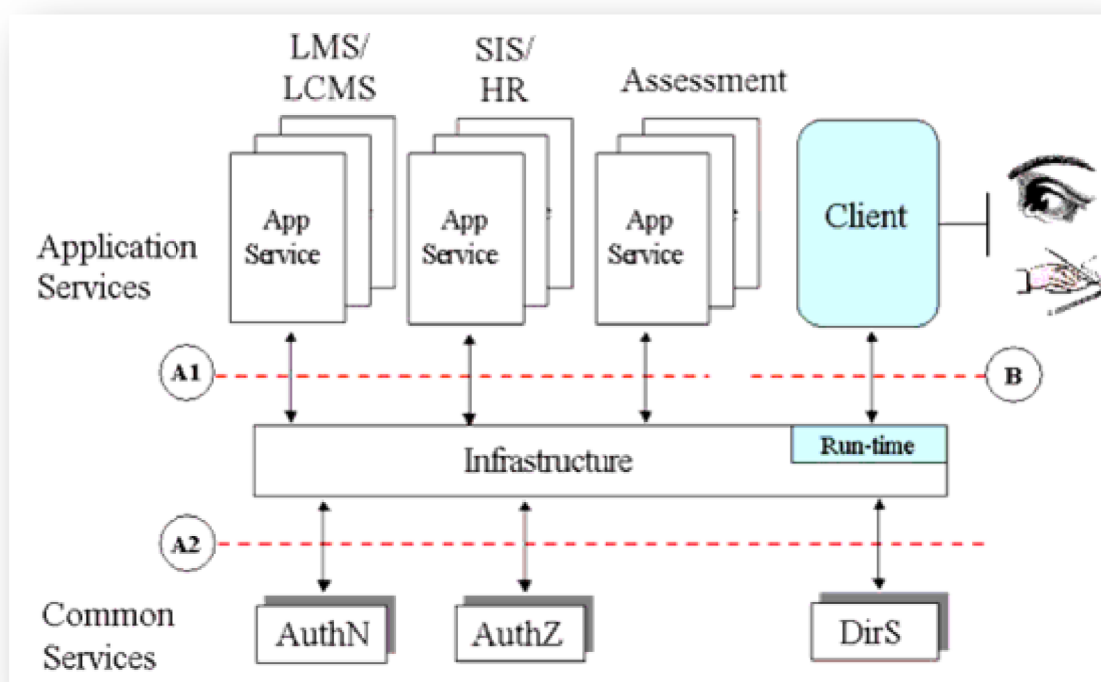 LMS/
LCMS
SIS/
HR
Assessment
Application
Services
App
Service
App
Service
App
Service
Client
A1
B
Run-time
Infrastructure
A2
Common
Services
AuthN
AuthZ
DirS